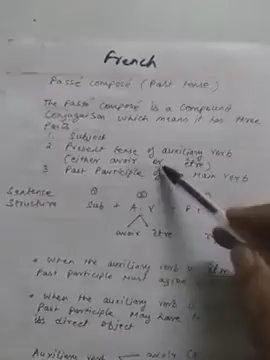 French
Passé composé (Past tense)
The Passé composé is a compound
conjugation which means it has three
Parts.
1. Subject
2. Present tense of auxiliary verb
(either avoir or être)
3 Past Participle Main verb
Sentence
Structure Sub + A. V
avoir être
• when the auxiliary verb être
Past participle must agree
• when the auxiliary verb
Past participle May have
its direct object
Auxiliary verb avoir